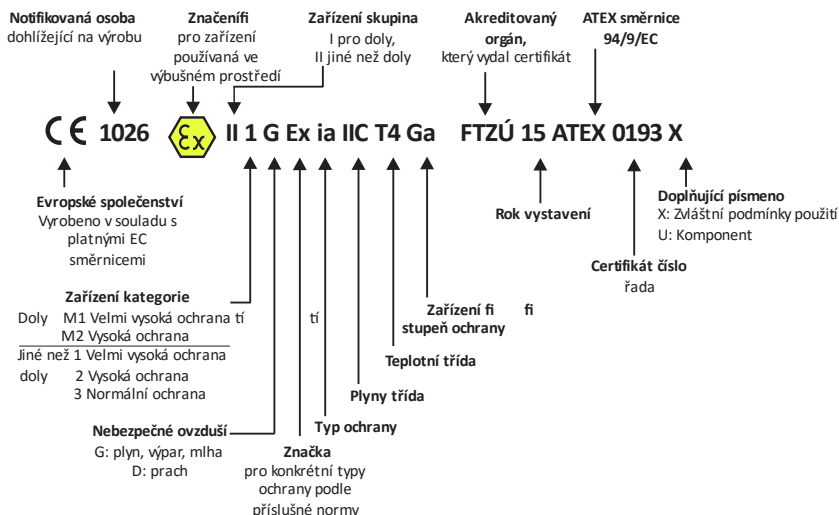 Notifikovaná osoba
dohlížející na výrobu
Značenífi
pro zařízení
používaná ve
výbušném prostředí
Zařízení skupina
I pro doly,
II jiné než doly
Akreditovaný
orgán,
který vydal certifikát
ATEX směrnice
94/9/EC
CE 1026 Ex II 1 G Ex ia IIC T4 Ga FTZÚ 15 ATEX 0193 X
Evropské společenství
Vyrobeno v souladu s
platnými EC
směrnicemi
Rok vystavení
Doplňující písmeno
X: Zvláštní podmínky použití
U: Komponent
Certifikát číslo
řada
Zařízení kategorie
Doly M1 Velmi vysoká ochrana tí tí
M2 Vysoká ochrana
Jiné než 1 Velmi vysoká ochrana
doly 2 Vysoká ochrana
3 Normální ochrana
Zařízení fi fi
stupeň ochrany
Teplotní třída
Plyny třída
Typ ochrany
Nebezpečné ovzduší
G: plyn, výpar, mlha
D: prach
Značka
pro konkrétní typy
ochrany podle
příslušné normy